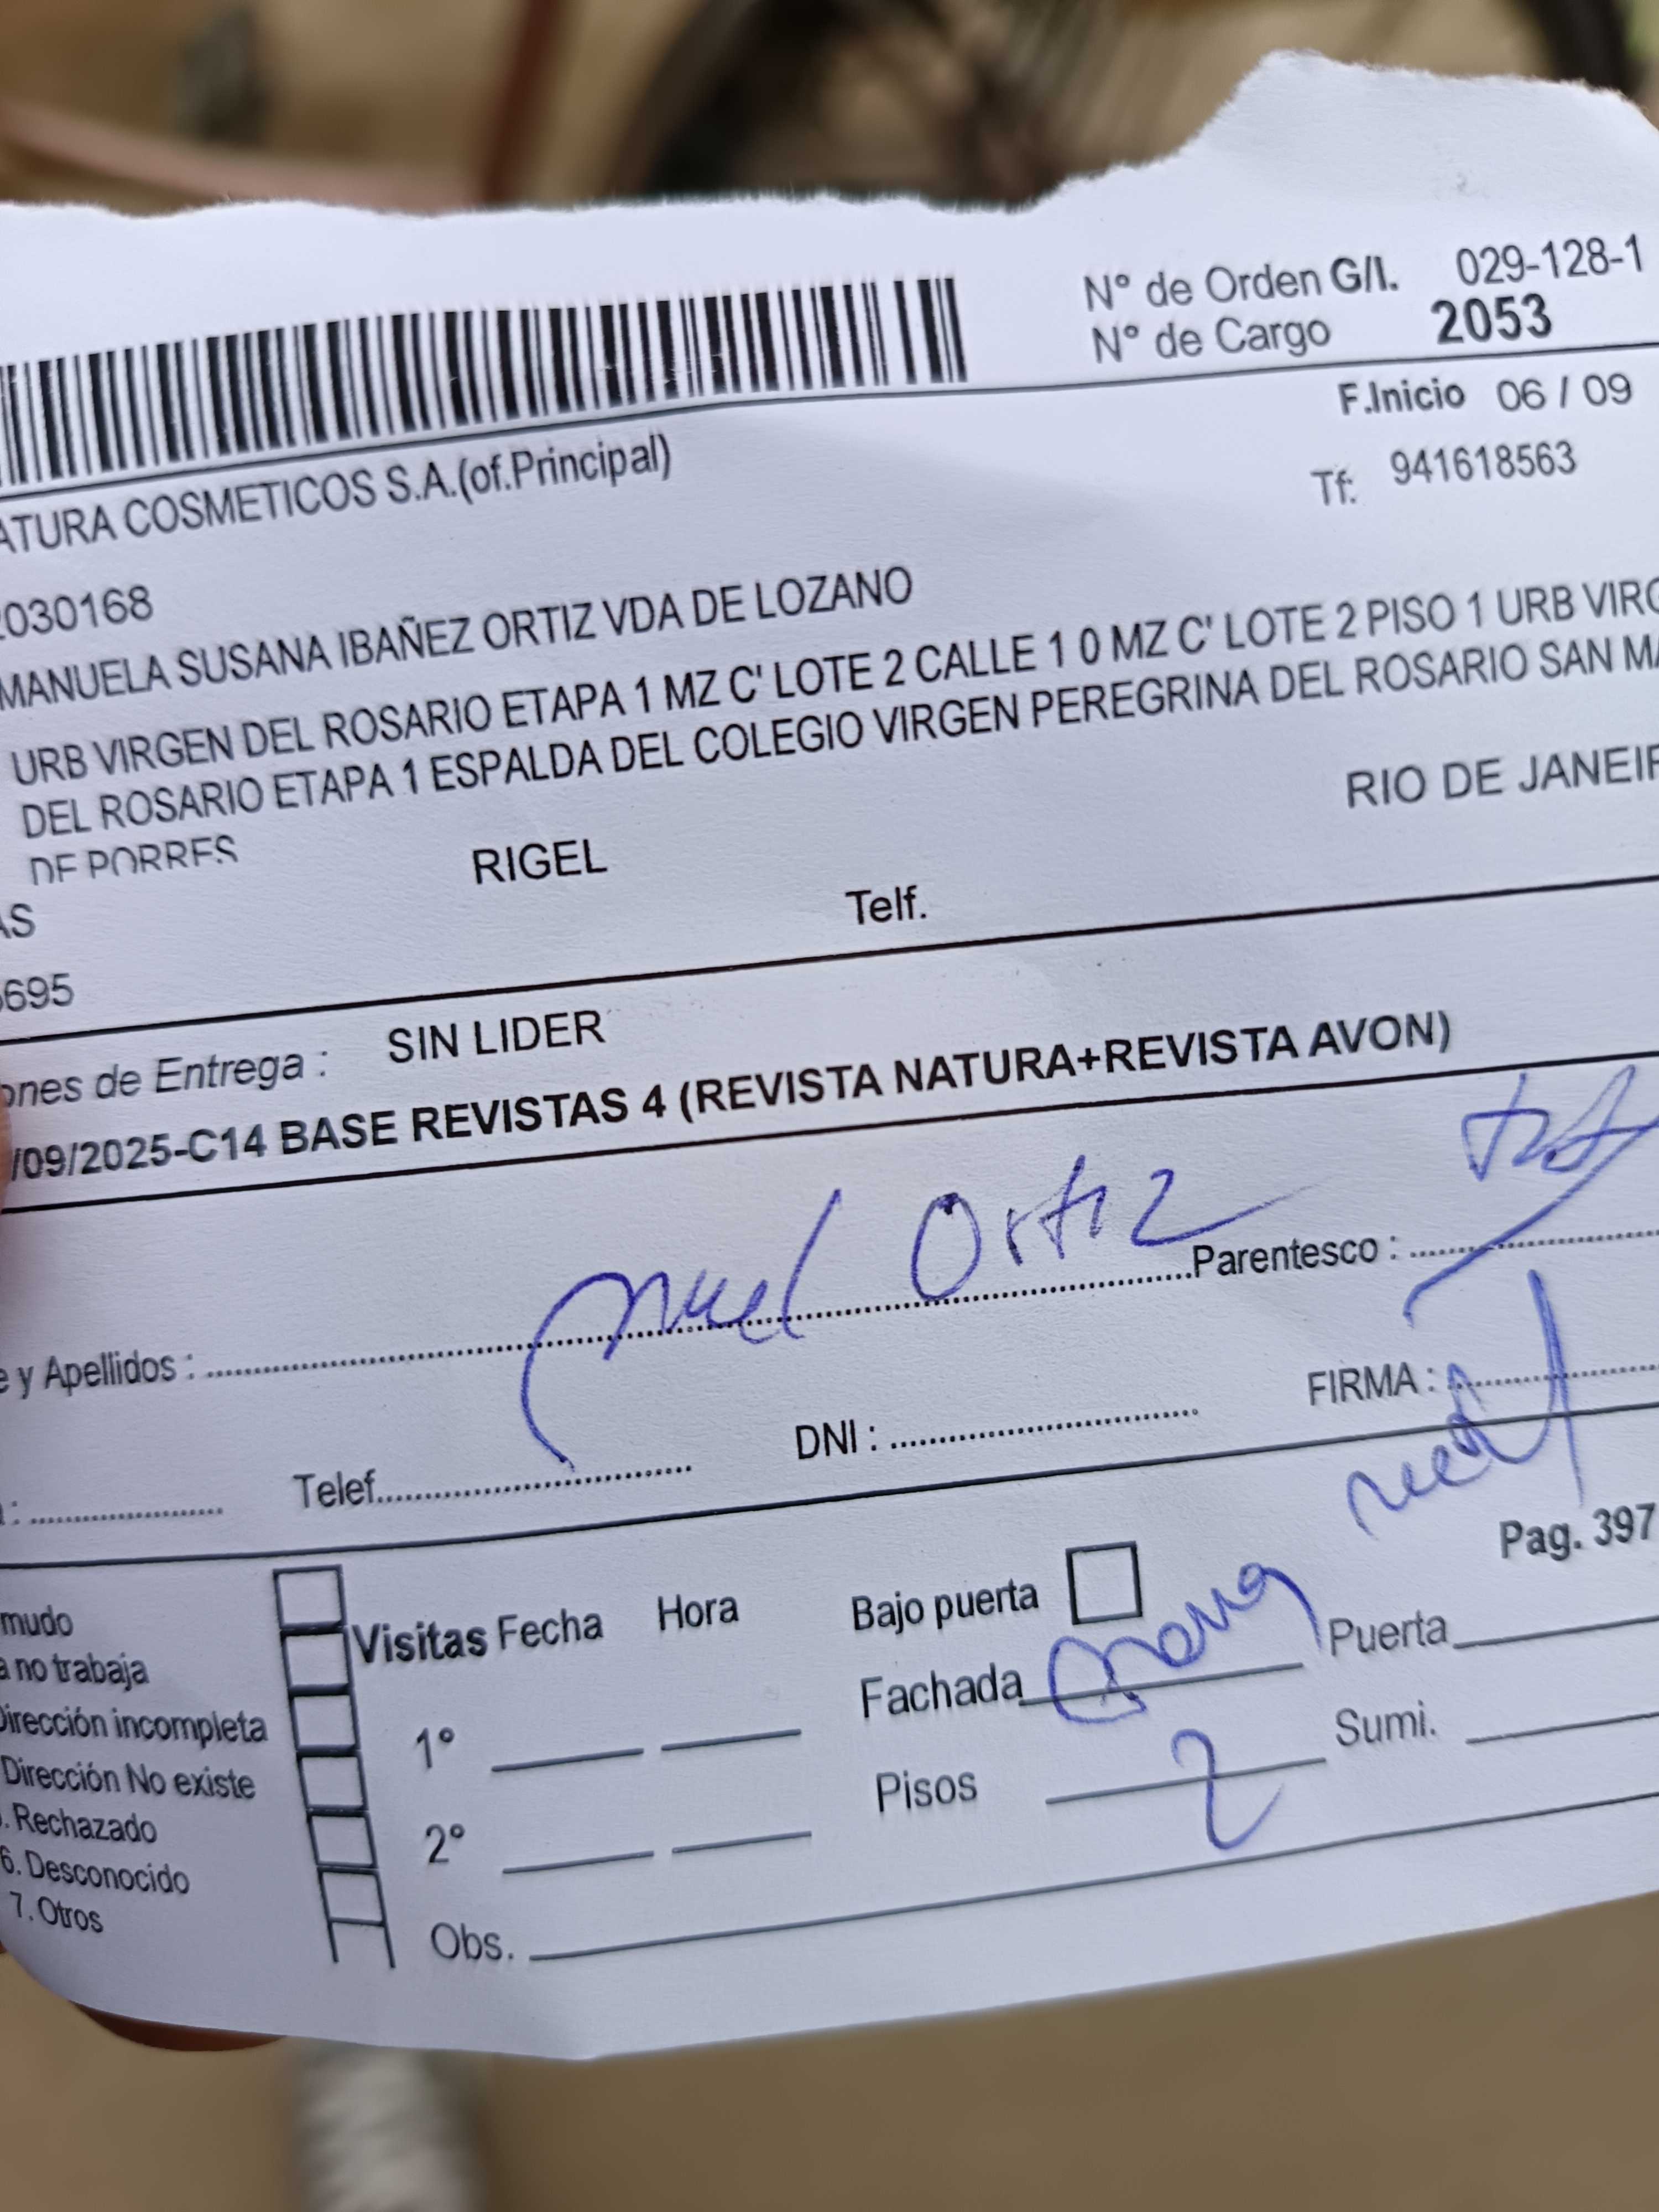 Nº de Orden G/I. 029-128-1
Nº de Cargo 2053
F.Inicio 06 / 09
ATURA COSMETICOS S.A.(of.Principal)
Tf: 941618563
2030168
MANUELA SUSANA IBAÑEZ ORTIZ VDA DE LOZANO
URB VIRGEN DEL ROSARIO ETAPA 1 MZ C' LOTE 2 CALLE 1 0 MZ C' LOTE 2 PISO 1 URB VIRG
DEL ROSARIO ETAPA 1 ESPALDA DEL COLEGIO VIRGEN PEREGRINA DEL ROSARIO SAN MA
DE PORRES RIGEL RIO DE JANEIR
AS Telf.
695
ones de Entrega : SIN LIDER
/09/2025-C14 BASE REVISTAS 4 (REVISTA NATURA+REVISTA AVON)
e y Apellidos : Ortiz Parentesco :
Telef. DNI : FIRMA :
Pag. 397
mudo Visitas Fecha Hora Bajo puerta
a no trabaja Fachada Puerta
Dirección incompleta 1º
Dirección No existe Pisos 2 Sumi.
. Rechazado 2º
6. Desconocido
7. Otros Obs.